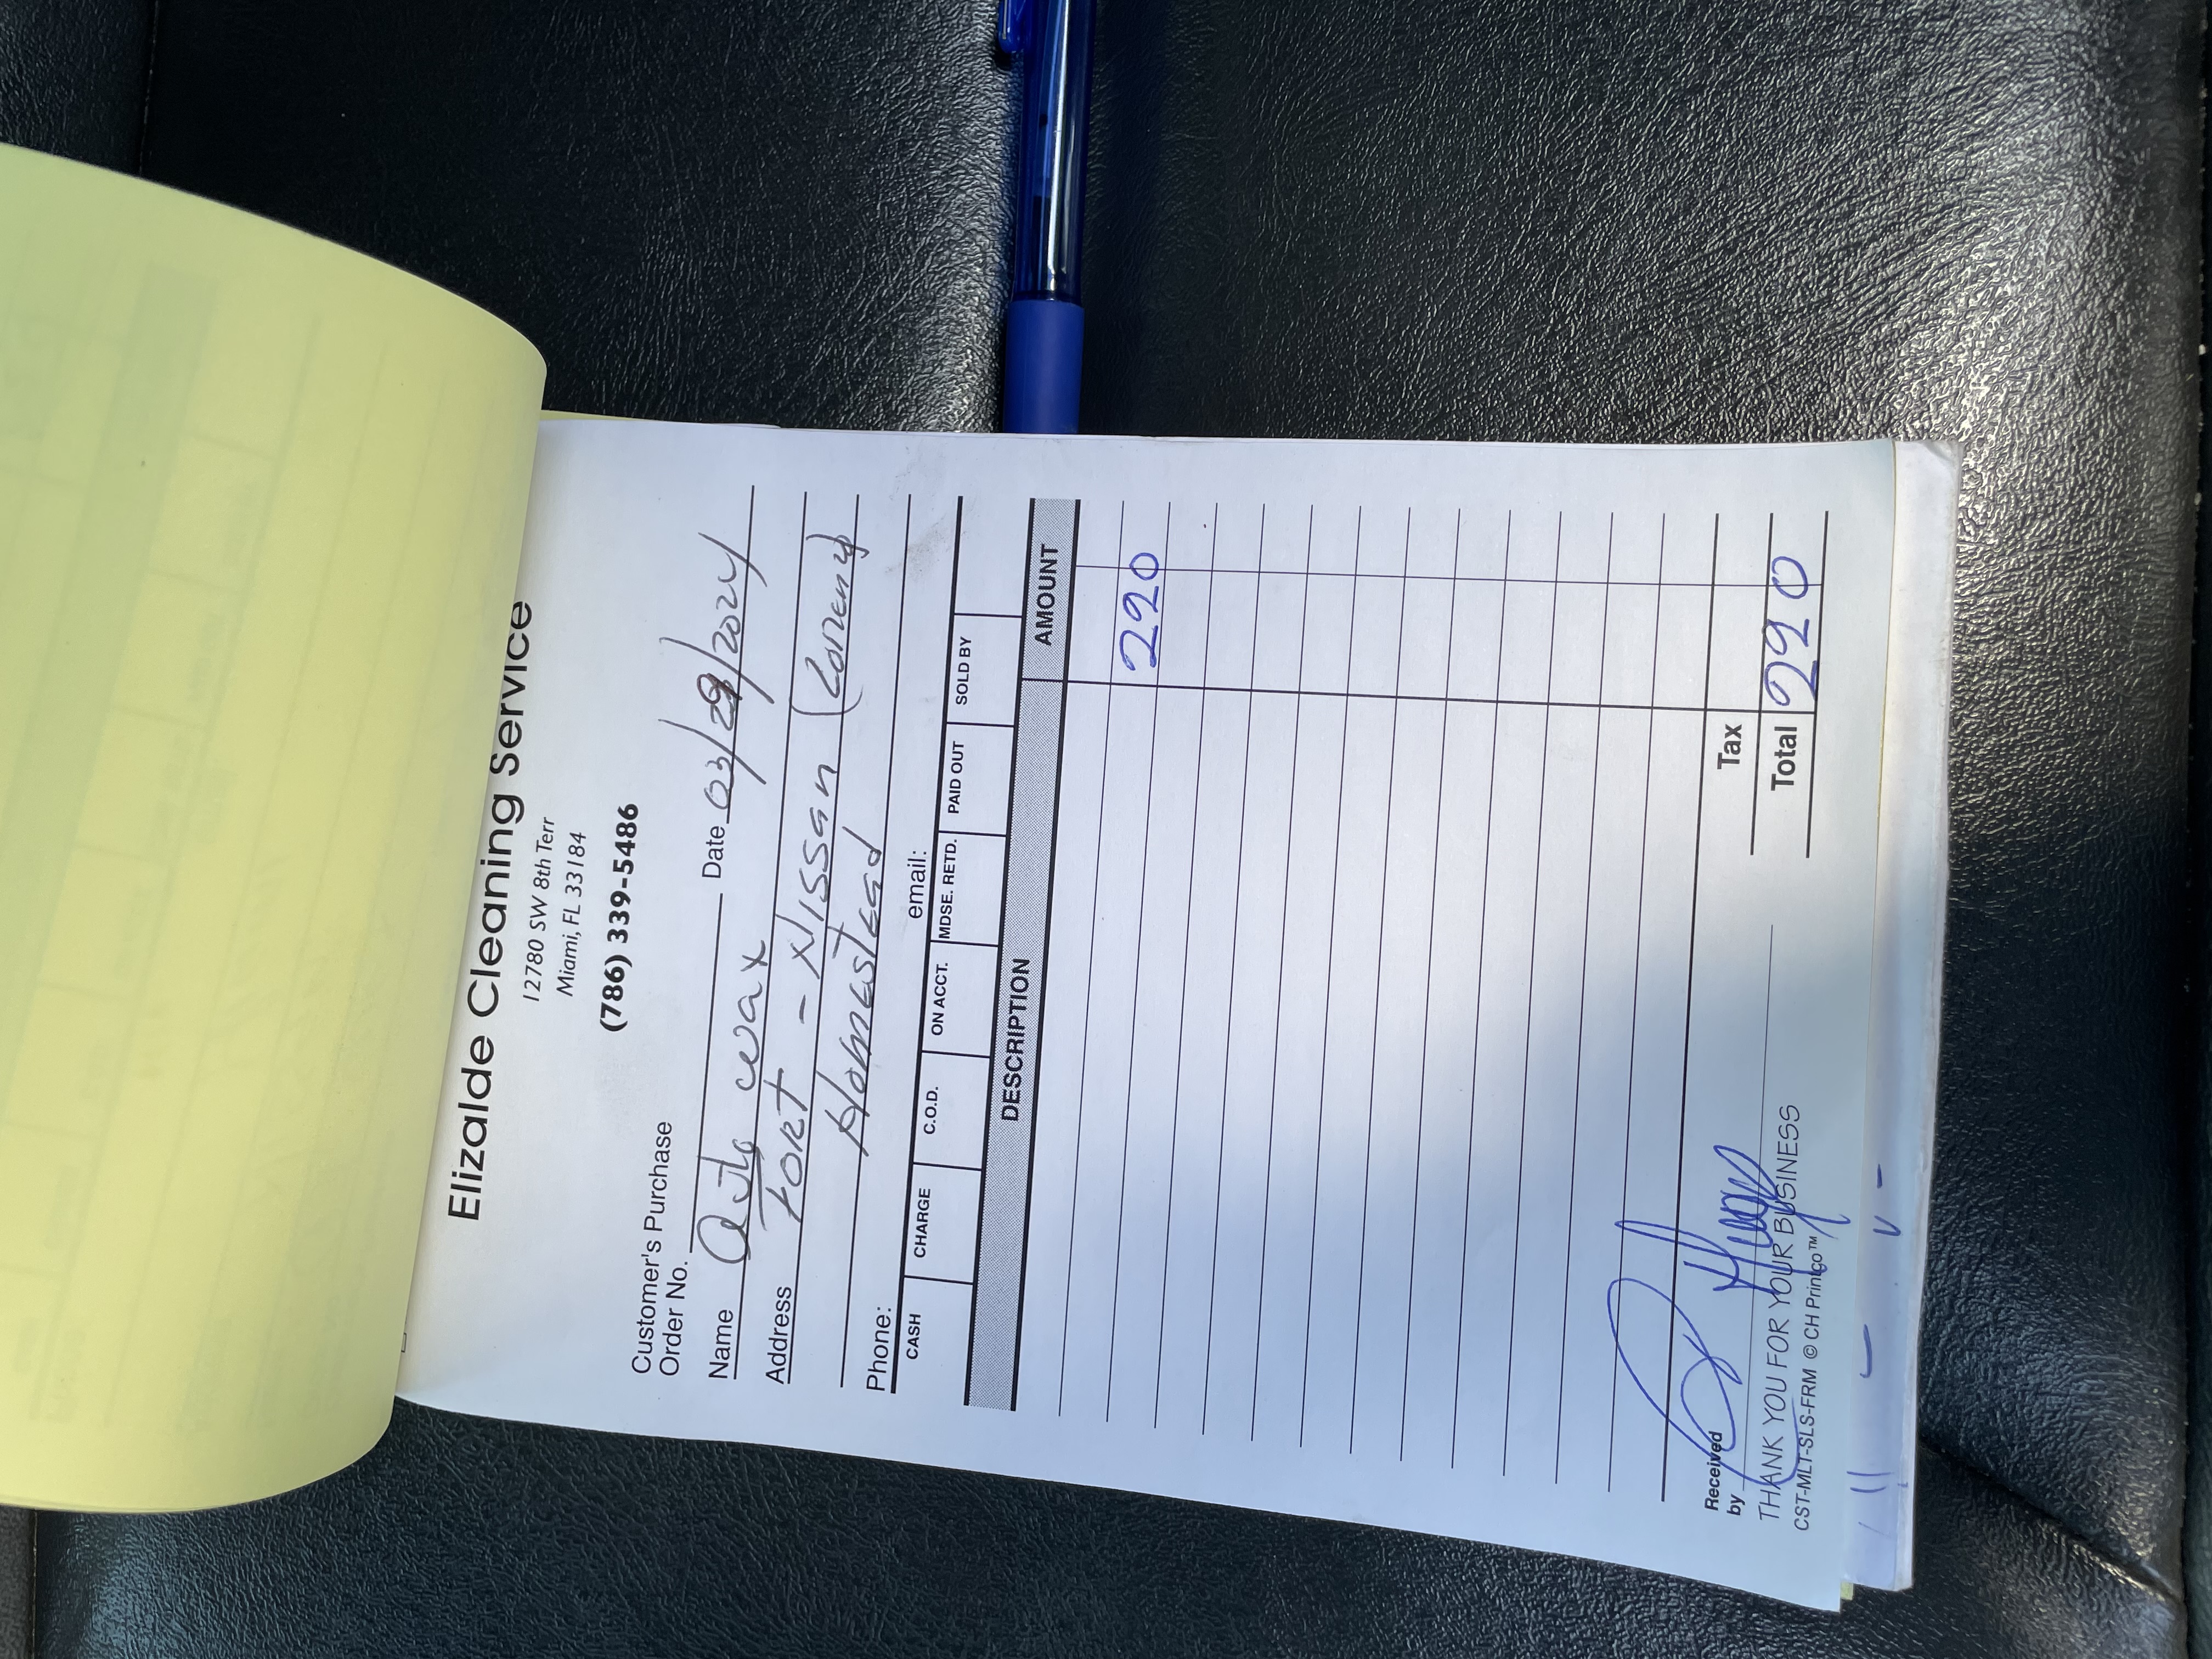 Elizalde Cleaning Service
12780 SW 8th Terr
Miami, FL 33184
(786) 339-5486
Customer's Purchase
Order No. Date 03/29/2024
Name Auto wax
Address FORT - Nissan (Lorenzo)
Homestead
Phone: email:
CASH CHARGE C.O.D. ON ACCT. MDSE. RETD. PAID OUT SOLD BY
DESCRIPTION AMOUNT
290
Tax
Received by Total 290
THANK YOU FOR YOUR BUSINESS
CST-MLT-SLS-FRM © CH Printco™